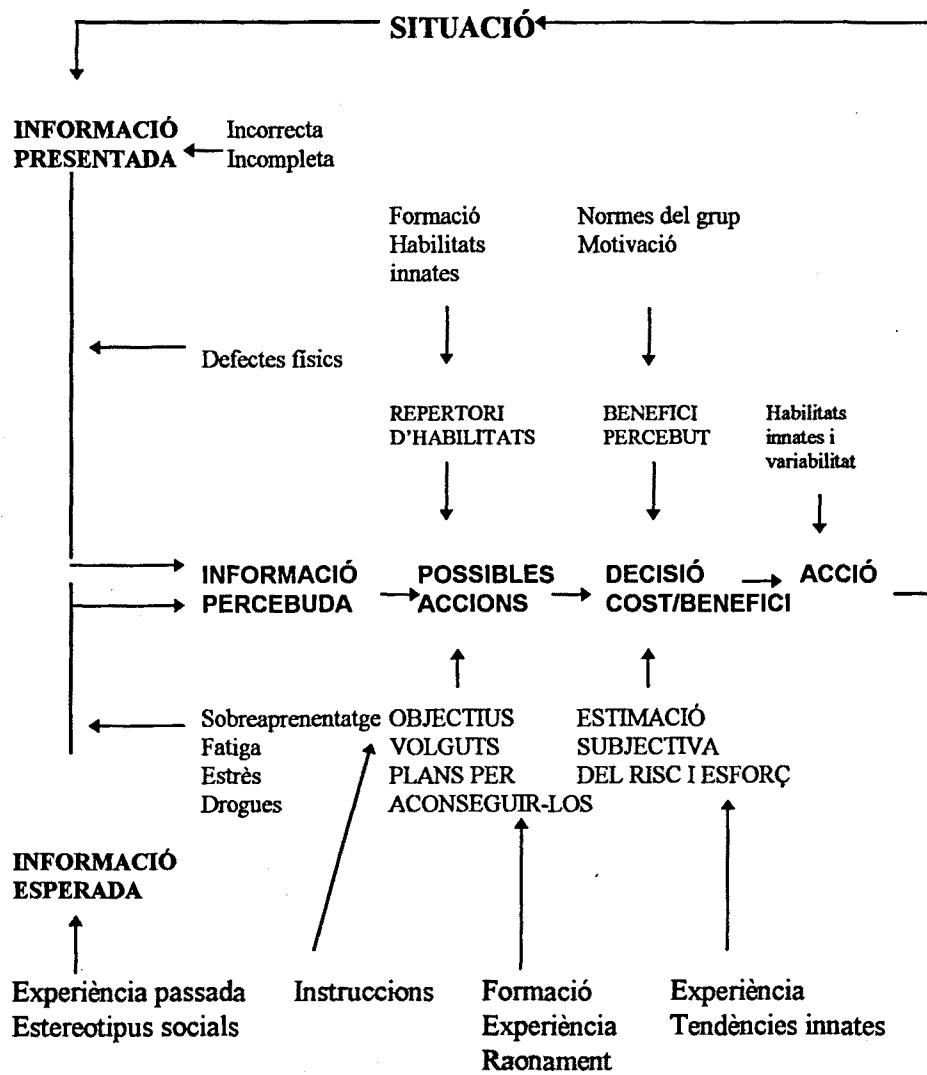 SITUACIÓ
INFORMACIÓ
PRESENTADA
Incorrecta
Incompleta
Formació
Habilitats
innates
Normes del grup
Motivació
Defectes físics
REPERTORI
D'HABILITATS
BENEFICI
PERCEBUT
Habilitats
innates i
variabilitat
INFORMACIÓ
PERCEBUDA
POSSIBLES
ACCIONS
DECISIÓ
COST/BENEFICI
ACCIÓ
Sobreaprenentatge
Fatiga
Estrès
Drogues
OBJECTIUS
VOLGUTS
PLANS PER
ACONSEGUIR-LOS
ESTIMACIÓ
SUBJECTIVA
DEL RISC I ESFORÇ
INFORMACIÓ
ESPERADA
Experiència passada
Estereotipus socials
Instruccions
Formació
Experiència
Raonament
Experiència
Tendències innates